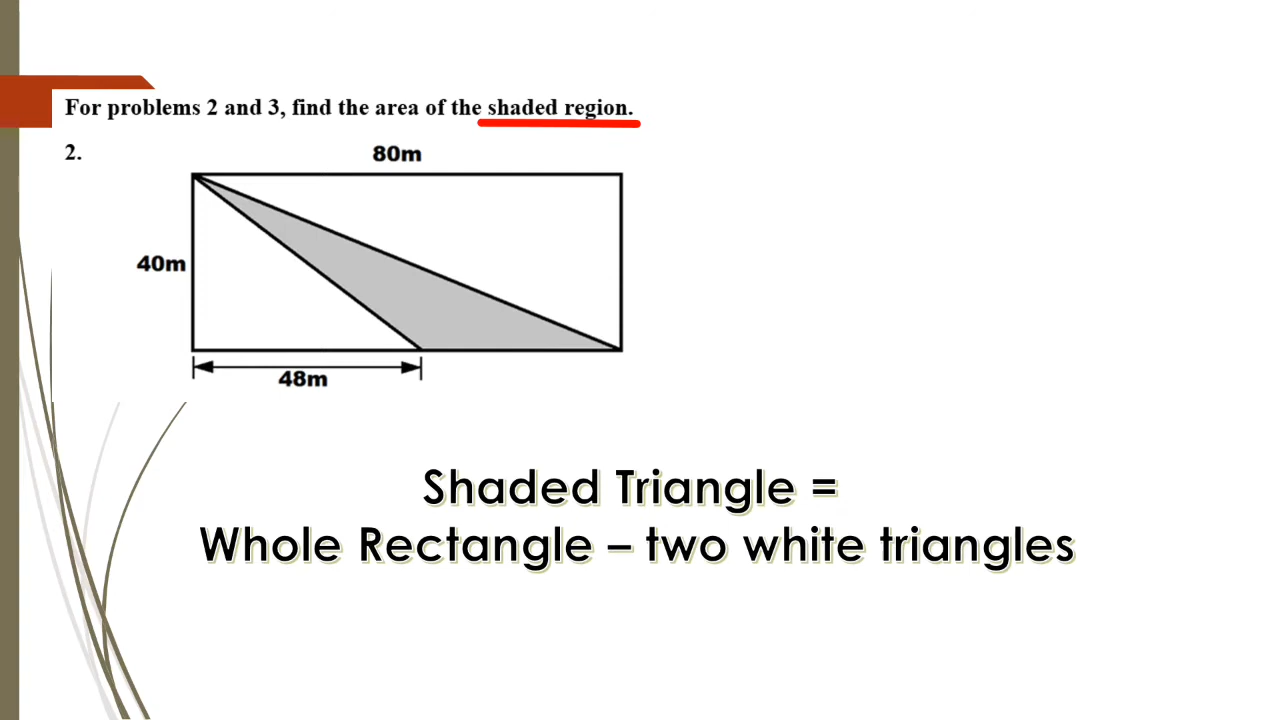 For problems 2 and 3, find the area of the shaded region.
2.
80m
40m
48m
Shaded Triangle =
Whole Rectangle – two white triangles